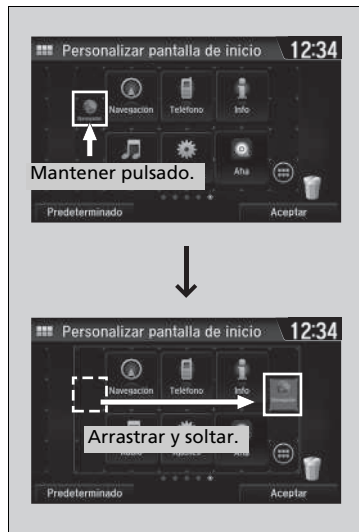 Personalizar pantalla de inicio 12:34
Navegación Teléfono Info
Aha
Mantener pulsado.
Predeterminado Aceptar
Personalizar pantalla de inicio 12:34
Navegación Teléfono Info
Arrastrar y soltar.
Predeterminado Aceptar